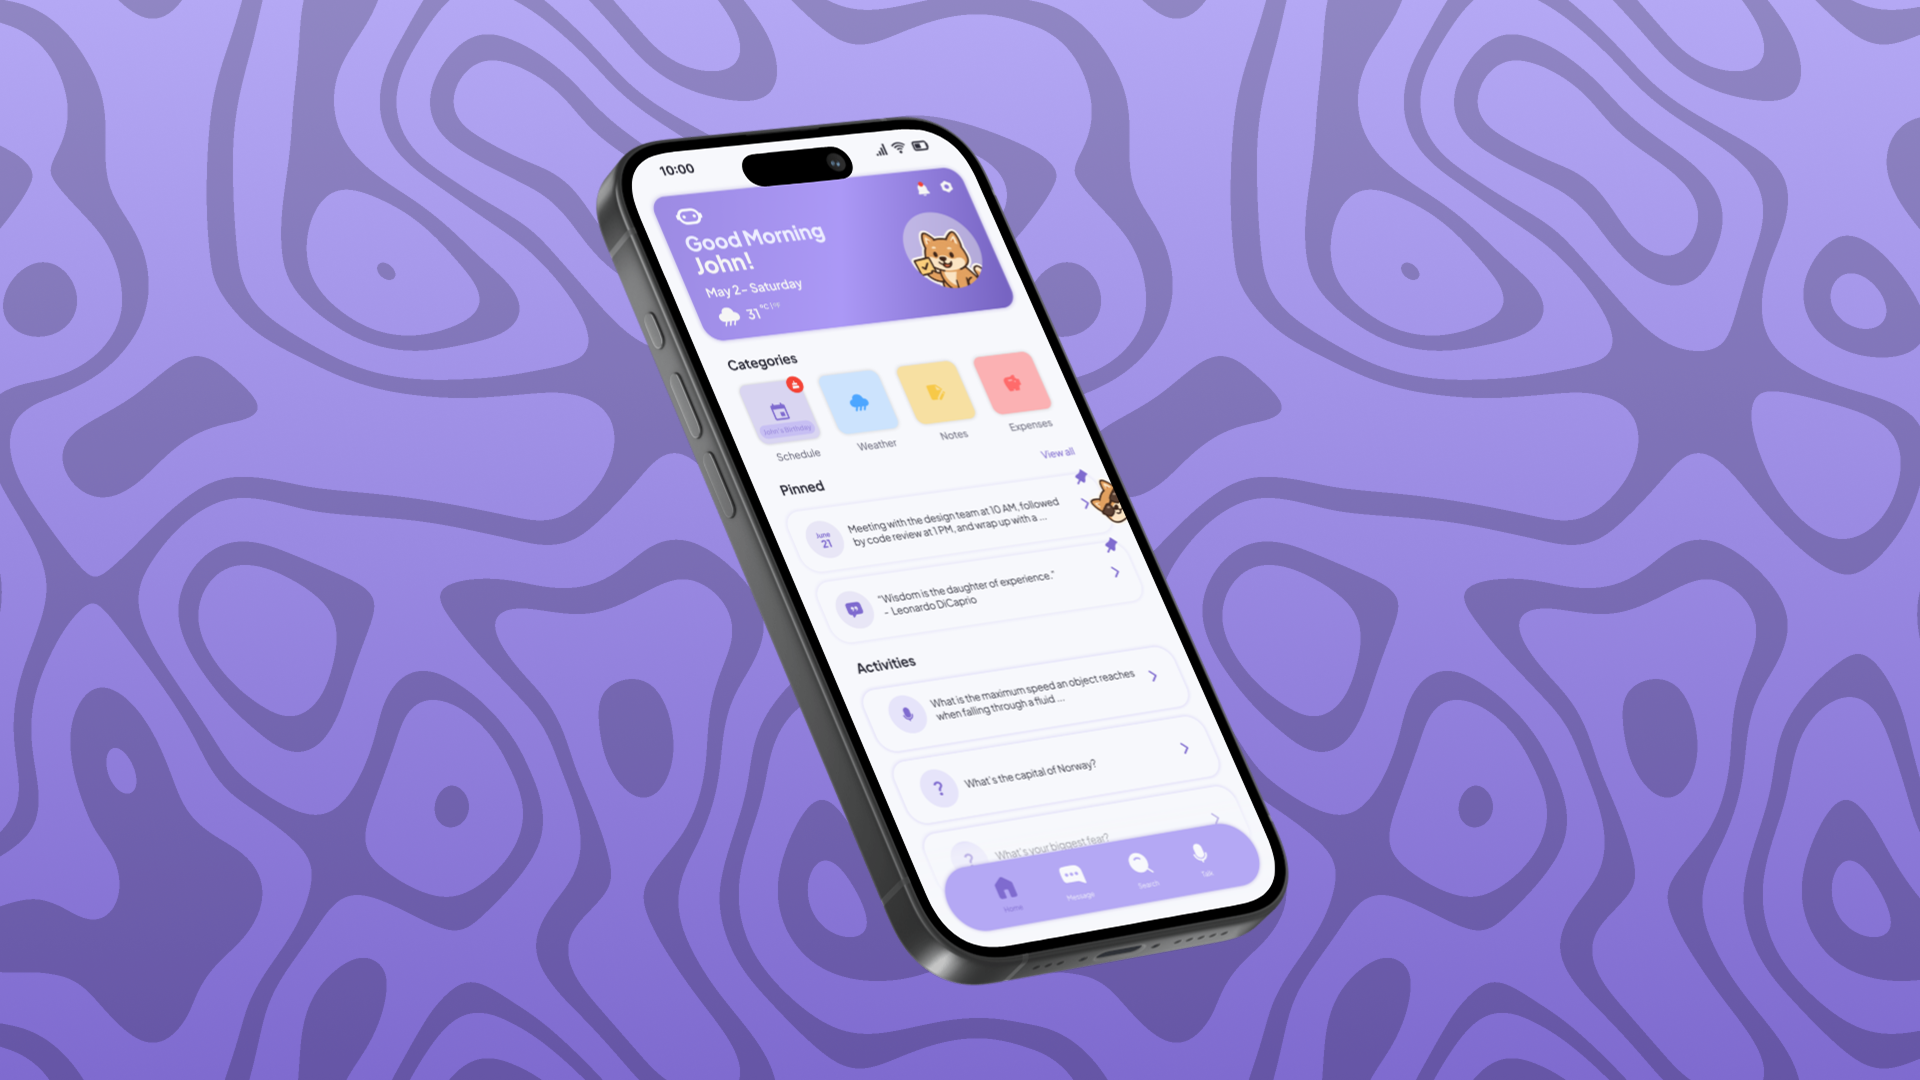 10:00
Good Morning
John!
May 2 - Saturday
31 °C | °F
Categories
John's Birthday
Schedule
Weather
Notes
Expenses
View all
Pinned
June
21
Meeting with the design team at 10 AM, followed
by code review at 1 PM, and wrap up with a ...
"Wisdom is the daughter of experience."
- Leonardo DiCaprio
Activities
What is the maximum speed an object reaches
when falling through a fluid ...
What's the capital of Norway?
What's your biggest fear?
Home
Message
Search
Talk